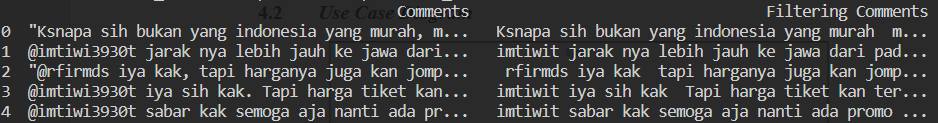 4.2 Use Case
Comments Filtering Comments
0 "Ksnapa sih bukan yang indonesia yang murah, m... Ksnapa sih bukan yang indonesia yang murah  m...
1 @imtiwi3930t jarak nya lebih jauh ke jawa dari... imtiwit jarak nya lebih jauh ke jawa dari pad...
2 "@rfirmds iya kak, tapi harganya juga kan jomp... rfirmds iya kak  tapi harganya juga kan jomp...
3 @imtiwi3930t iya sih kak. Tapi harga tiket kan... imtiwit iya sih kak  Tapi harga tiket kan ter...
4 @imtiwi3930t sabar kak semoga aja nanti ada pr... imtiwit sabar kak semoga aja nanti ada promo ...